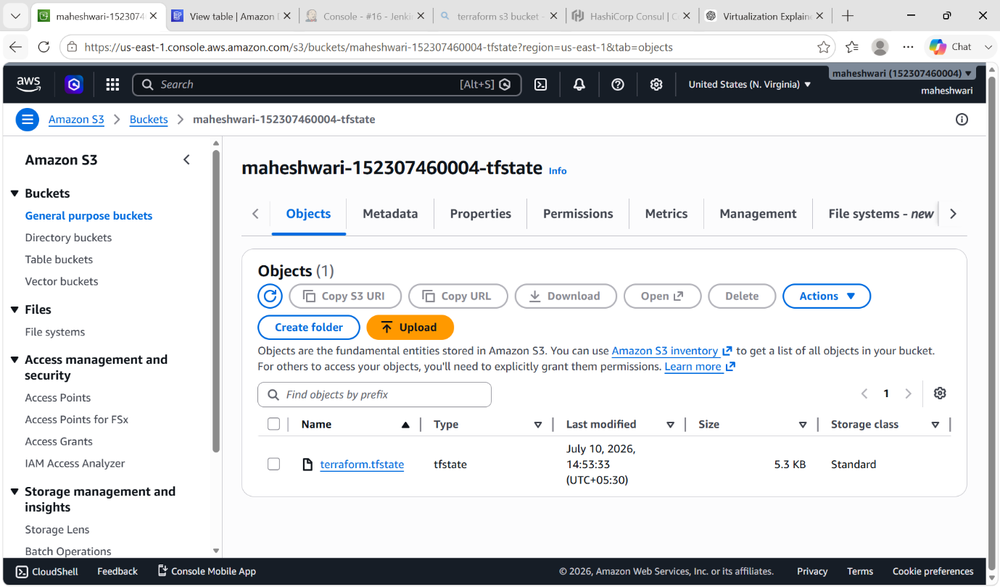 maheshwari-152307460
View table | Amazon D
Console - #16 - Jenkin
terraform s3 bucket -
HashiCorp Consul | C
Virtualization Explain
https://us-east-1.console.aws.amazon.com/s3/buckets/maheshwari-152307460004-tfstate?region=us-east-1&tab=objects
Chat
aws
Search
[Alt+S]
United States (N. Virginia)
maheshwari (152307460004)
maheshwari
Amazon S3
Buckets
maheshwari-152307460004-tfstate
Amazon S3
Buckets
General purpose buckets
Directory buckets
Table buckets
Vector buckets
Files
File systems
Access management and
security
Access Points
Access Points for FSx
Access Grants
IAM Access Analyzer
Storage management and
insights
Storage Lens
Batch Operations
maheshwari-152307460004-tfstate Info
Objects
Metadata
Properties
Permissions
Metrics
Management
File systems - new
Objects (1)
Copy S3 URI
Copy URL
Download
Open
Delete
Actions
Create folder
Upload
Objects are the fundamental entities stored in Amazon S3. You can use Amazon S3 inventory to get a list of all objects in your bucket.
For others to access your objects, you'll need to explicitly grant them permissions. Learn more
Find objects by prefix
1
Name
Type
Last modified
Size
Storage class
terraform.tfstate
tfstate
July 10, 2026,
14:53:33
(UTC+05:30)
5.3 KB
Standard
CloudShell
Feedback
Console Mobile App
© 2026, Amazon Web Services, Inc. or its affiliates.
Privacy
Terms
Cookie preferences